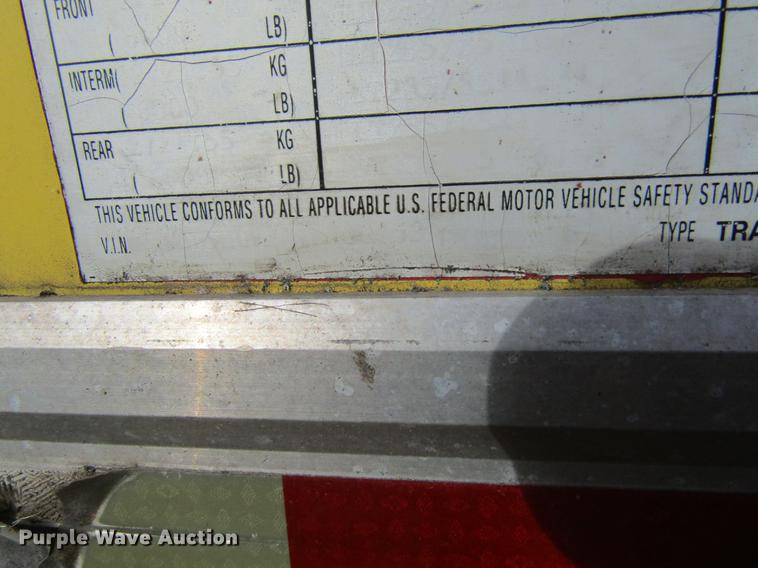 FRONT
( LB)
INTERM( KG
( LB)
REAR KG
( LB)
THIS VEHICLE CONFORMS TO ALL APPLICABLE U.S. FEDERAL MOTOR VEHICLE SAFETY STANDA
V.I.N. TYPE TRA
Purple Wave Auction